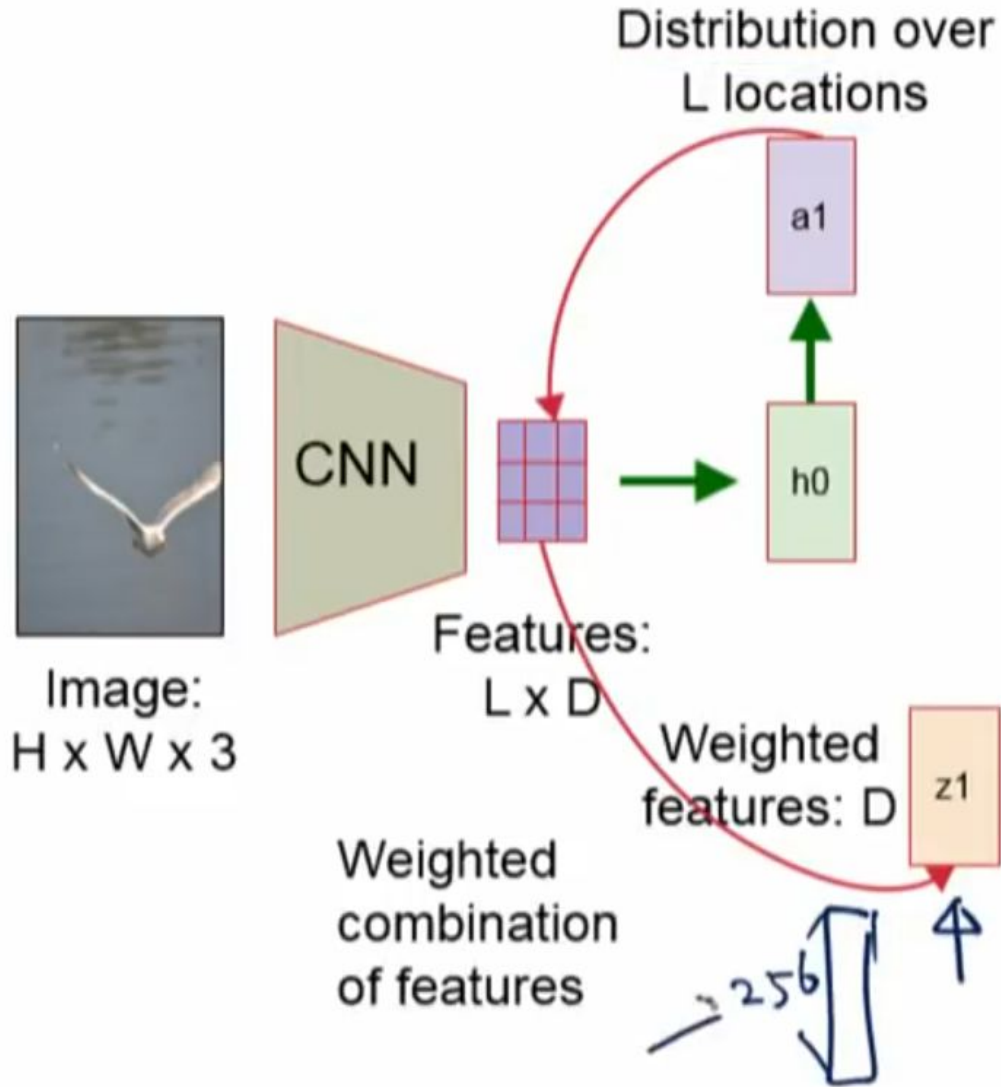 Distribution over
L locations
a1
CNN
h0
Image:
H x W x 3
Features:
L x D
Weighted
features: D
z1
Weighted
combination
of features
256